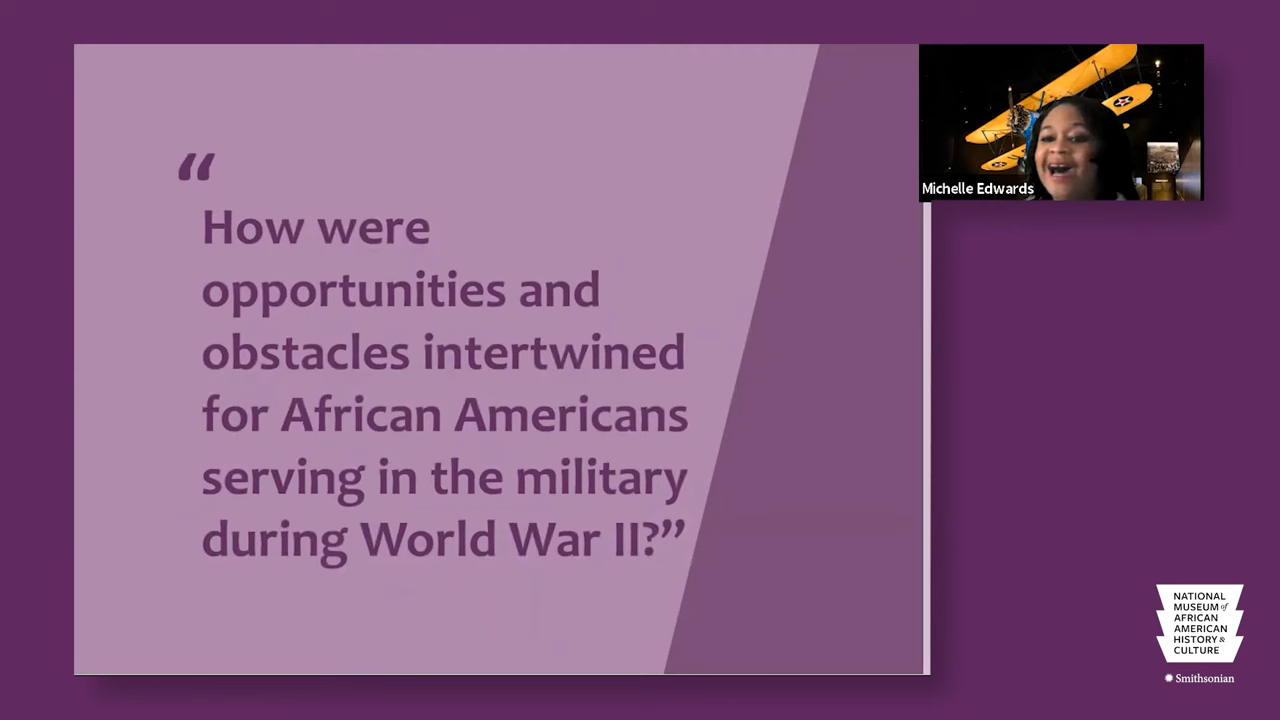 “
How were
opportunities and
obstacles intertwined
for African Americans
serving in the military
during World War II?”
Michelle Edwards
NATIONAL
MUSEUM of
AFRICAN
AMERICAN
HISTORY &
CULTURE
Smithsonian